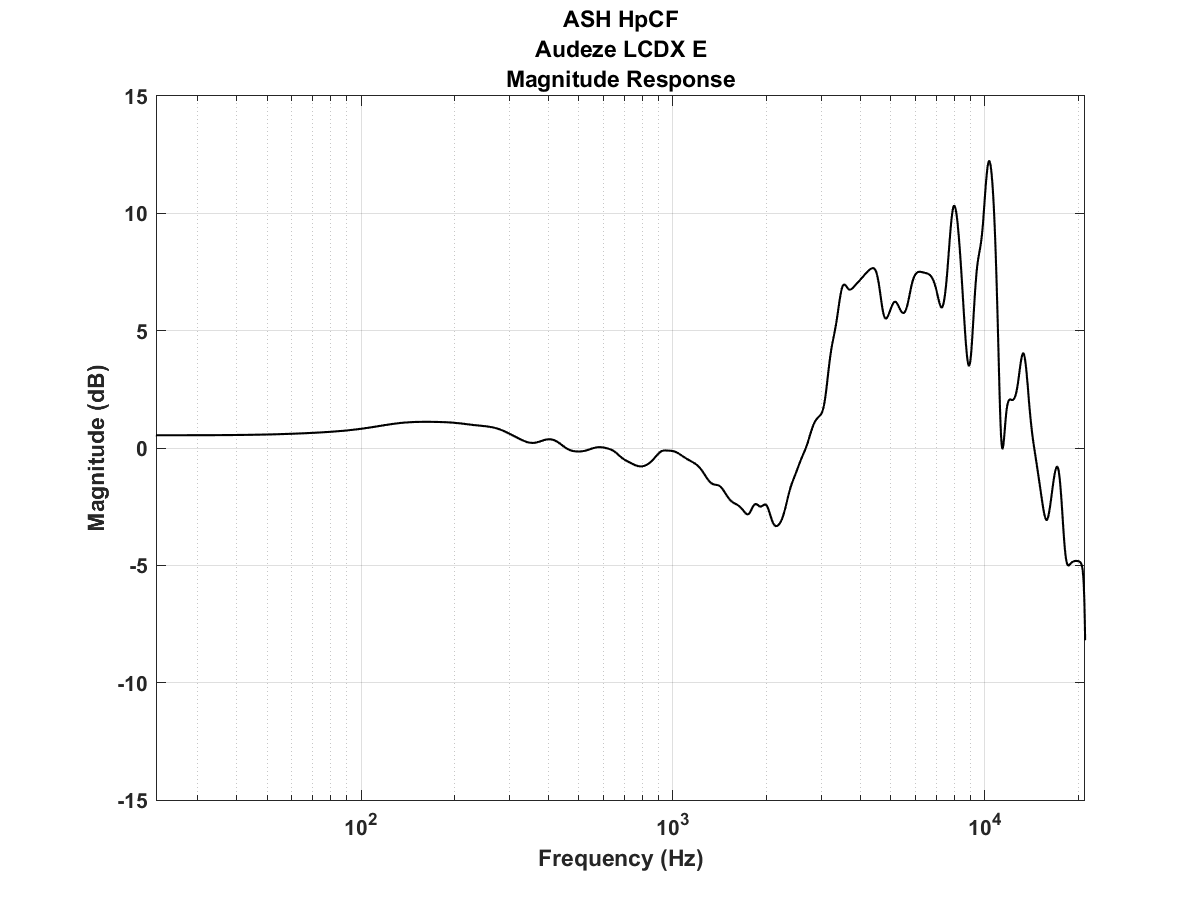 ASH HpCF
Audeze LCDX E
Magnitude Response
15
10
5
0
-5
-10
-15
Magnitude (dB)
10² 10³ 10⁴
Frequency (Hz)